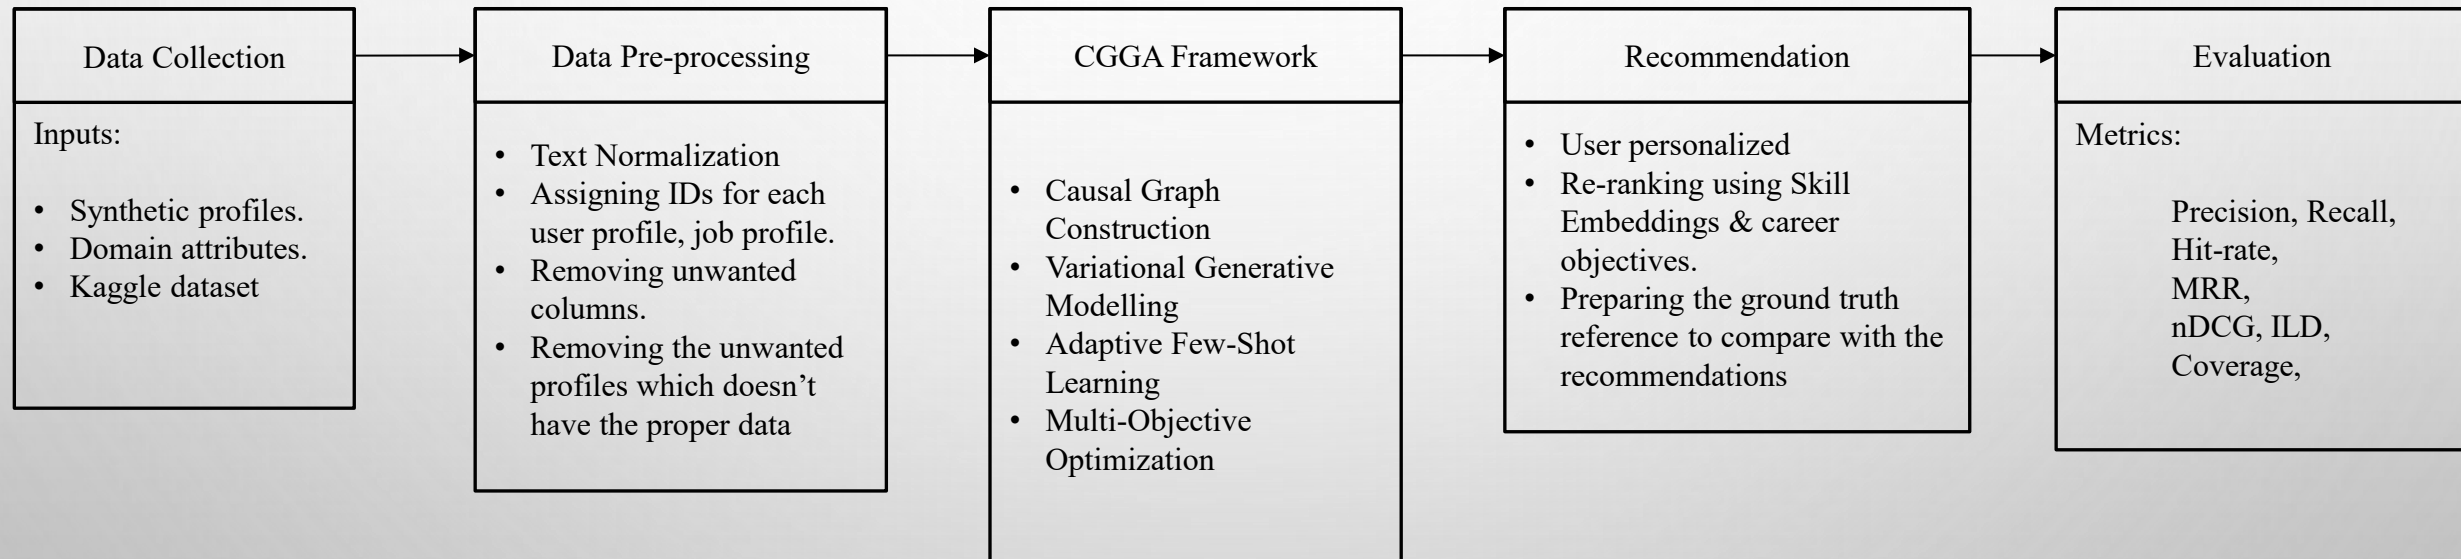 Data Collection
Inputs:
• Synthetic profiles.
• Domain attributes.
• Kaggle dataset
Data Pre-processing
• Text Normalization
• Assigning IDs for each
user profile, job profile.
• Removing unwanted
columns.
• Removing the unwanted
profiles which doesn’t
have the proper data
CGGA Framework
• Causal Graph
Construction
• Variational Generative
Modelling
• Adaptive Few-Shot
Learning
• Multi-Objective
Optimization
Recommendation
• User personalized
• Re-ranking using Skill
Embeddings & career
objectives.
• Preparing the ground truth
reference to compare with the
recommendations
Evaluation
Metrics:
Precision, Recall,
Hit-rate,
MRR,
nDCG, ILD,
Coverage,